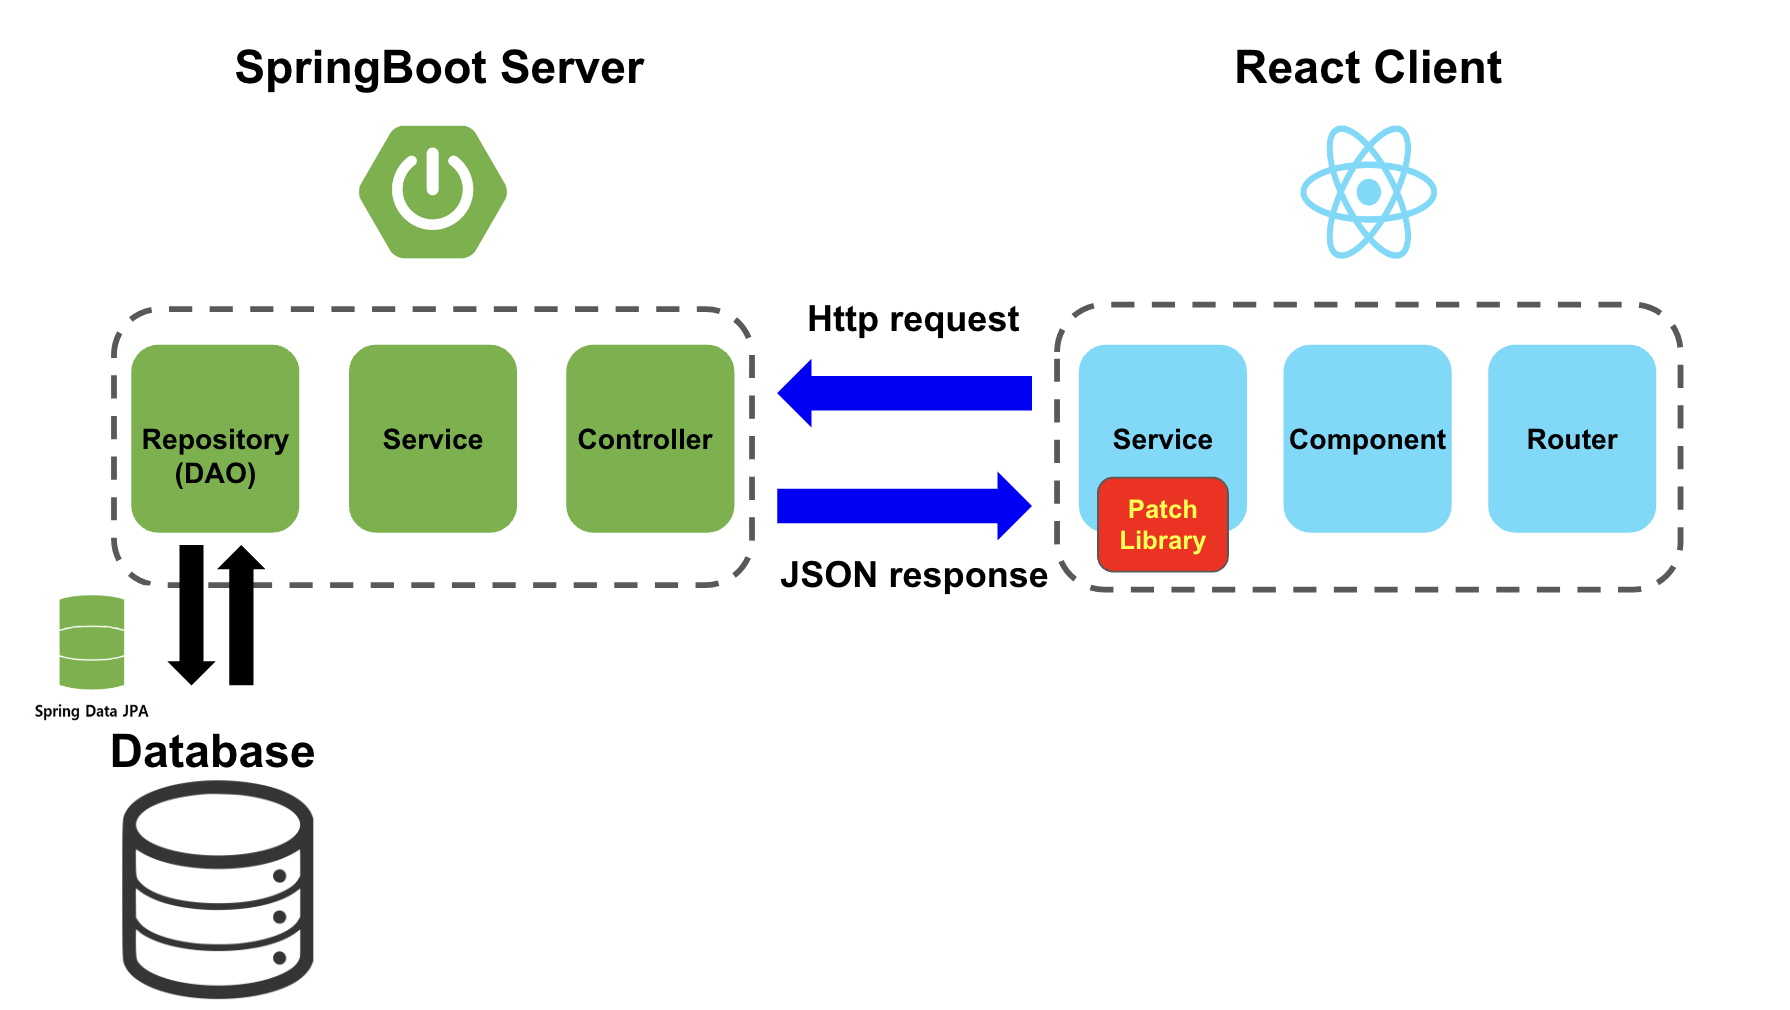 SpringBoot Server
React Client
Http request
Repository
(DAO)
Service
Controller
Service
Component
Router
Patch
Library
JSON response
Spring Data JPA
Database